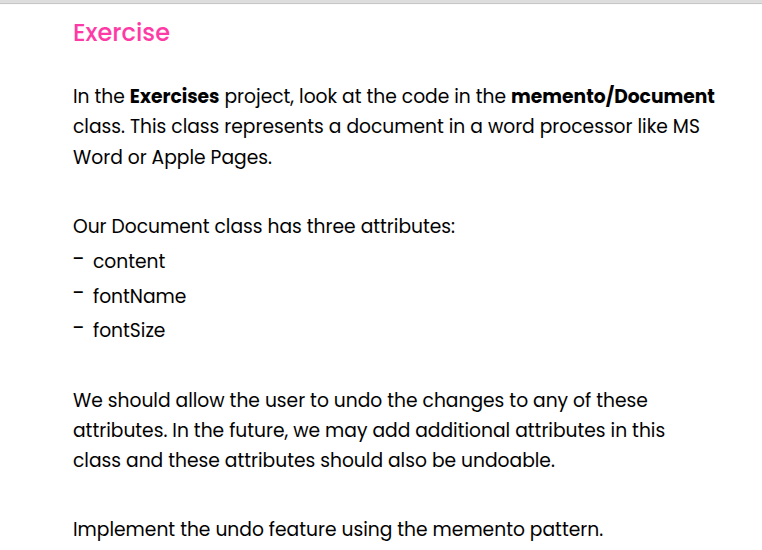 Exercise
In the Exercises project, look at the code in the memento/Document
class. This class represents a document in a word processor like MS
Word or Apple Pages.
Our Document class has three attributes:
- content
- fontName
- fontSize
We should allow the user to undo the changes to any of these
attributes. In the future, we may add additional attributes in this
class and these attributes should also be undoable.
Implement the undo feature using the memento pattern.